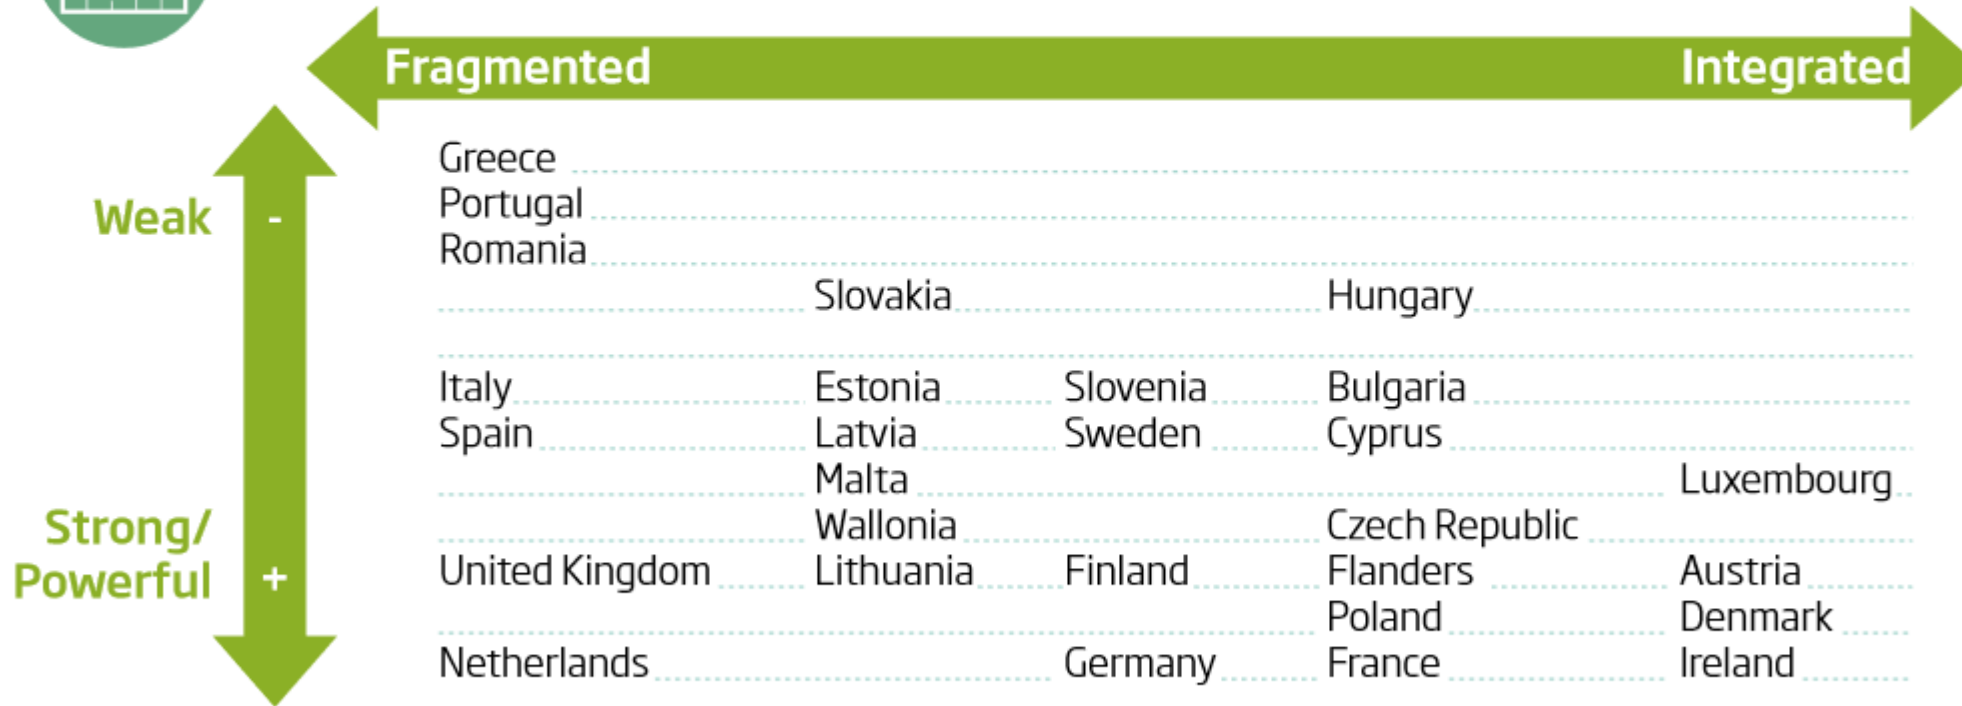 Fragmented Integrated
Greece
Portugal
Weak -
Romania
Slovakia Hungary
Italy Estonia Slovenia Bulgaria
Spain Latvia Sweden Cyprus
Malta Luxembourg
Strong/
Wallonia Czech Republic
Powerful +
United Kingdom Lithuania Finland Flanders Austria
Poland Denmark
Netherlands Germany France Ireland